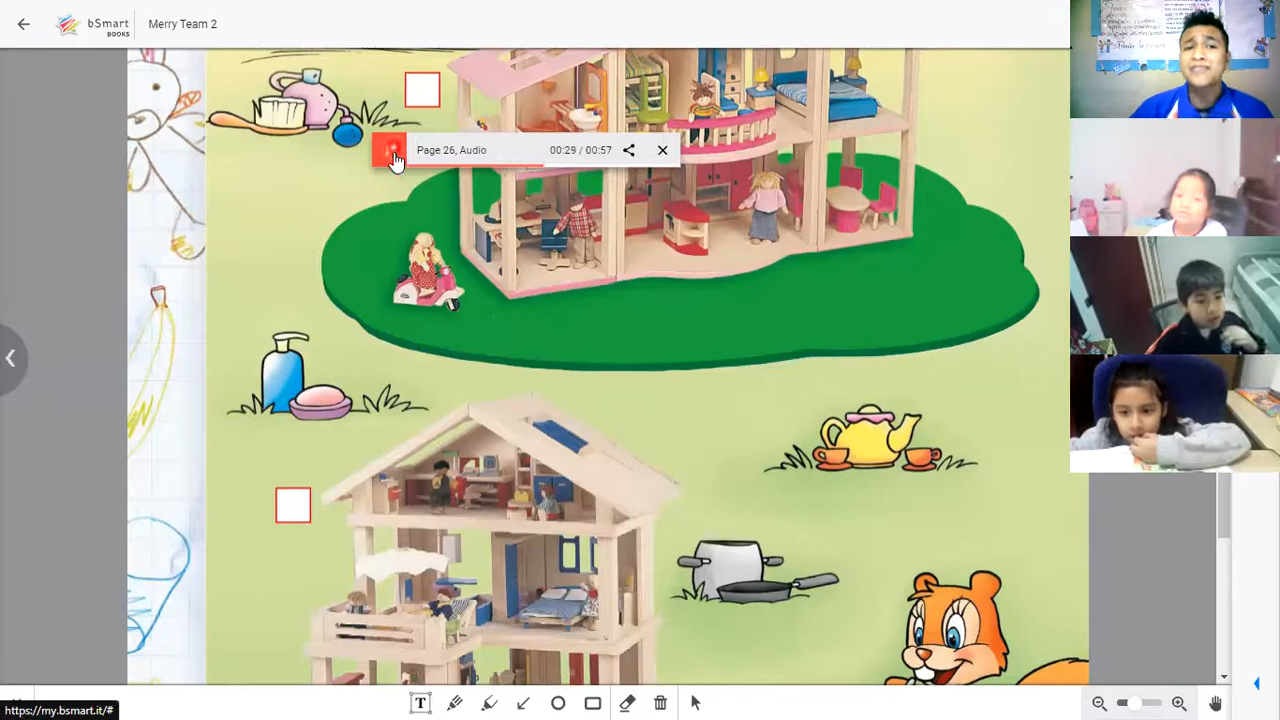 bSmart
BOOKS
Merry Team 2
Page 26, Audio
00:29 / 00:57
T
https://my.bsmart.it/#